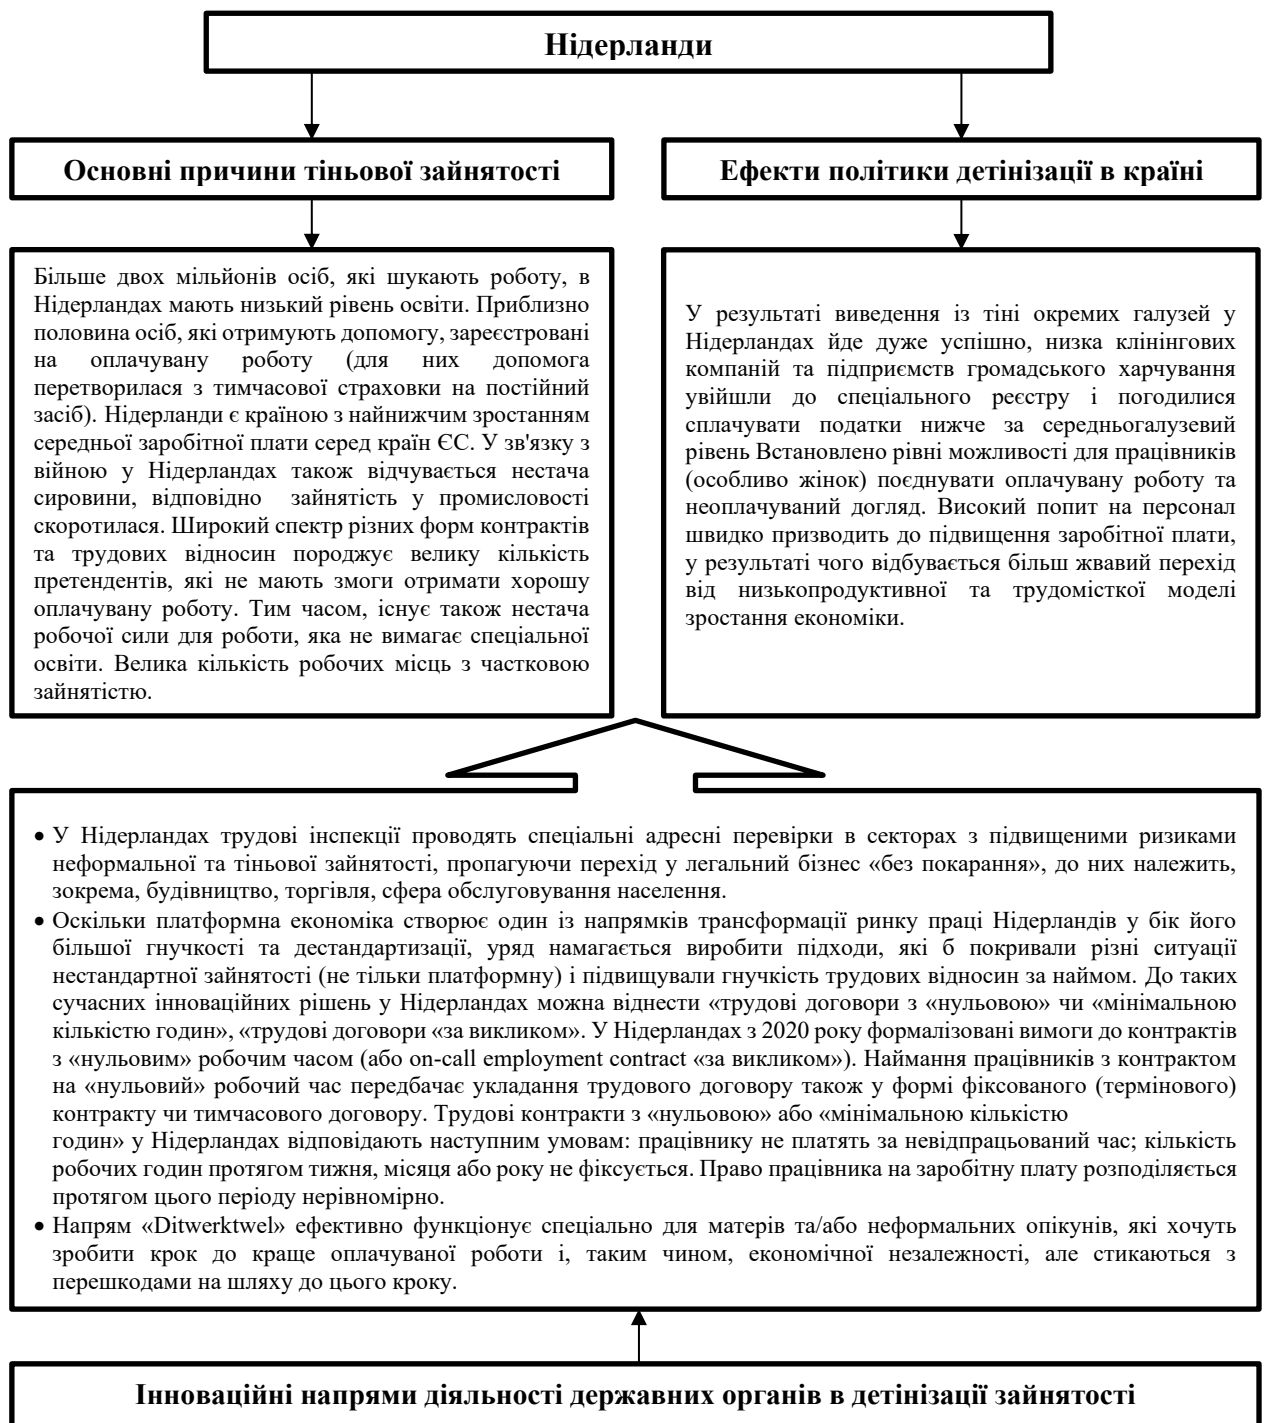 Нідерланди
Основні причини тіньової зайнятості
Ефекти політики детінізації в країні
Більше двох мільйонів осіб, які шукають роботу, в
Нідерландах мають низький рівень освіти. Приблизно
половина осіб, які отримують допомогу, зареєстровані
на оплачувану роботу (для них допомога
перетворилася з тимчасової страховки на постійний
засіб). Нідерланди є країною з найнижчим зростанням
середньої заробітної плати серед країн ЄС. У зв'язку з
війною у Нідерландах також відчувається нестача
сировини, відповідно зайнятість у промисловості
скоротилася. Широкий спектр різних форм контрактів
та трудових відносин породжує велику кількість
претендентів, які не мають змоги отримати хорошу
оплачувану роботу. Тим часом, існує також нестача
робочої сили для роботи, яка не вимагає спеціальної
освіти. Велика кількість робочих місць з частковою
зайнятістю.
У результаті виведення із тіні окремих галузей у
Нідерландах йде дуже успішно, низка клінінгових
компаній та підприємств громадського харчування
увійшли до спеціального реєстру і погодилися
сплачувати податки нижче за середньогалузевий
рівень Встановлено рівні можливості для працівників
(особливо жінок) поєднувати оплачувану роботу та
неоплачуваний догляд. Високий попит на персонал
швидко призводить до підвищення заробітної плати,
у результаті чого відбувається більш жвавий перехід
від низькопродуктивної та трудомісткої моделі
зростання економіки.
• У Нідерландах трудові інспекції проводять спеціальні адресні перевірки в секторах з підвищеними ризиками
неформальної та тіньової зайнятості, пропагуючи перехід у легальний бізнес «без покарання», до них належить,
зокрема, будівництво, торгівля, сфера обслуговування населення.
• Оскільки платформна економіка створює один із напрямків трансформації ринку праці Нідерландів у бік його
більшої гнучкості та дестандартизації, уряд намагається виробити підходи, які б покривали різні ситуації
нестандартної зайнятості (не тільки платформну) і підвищували гнучкість трудових відносин за наймом. До таких
сучасних інноваційних рішень у Нідерландах можна віднести «трудові договори з «нульовою» чи «мінімальною
кількістю годин», «трудові договори «за викликом». У Нідерландах з 2020 року формалізовані вимоги до контрактів
з «нульовим» робочим часом (або on-call employment contract «за викликом»). Наймання працівників з контрактом
на «нульовий» робочий час передбачає укладання трудового договору також у формі фіксованого (термінового)
контракту чи тимчасового договору. Трудові контракти з «нульовою» або «мінімальною кількістю
годин» у Нідерландах відповідають наступним умовам: працівнику не платять за невідпрацьований час; кількість
робочих годин протягом тижня, місяця або року не фіксується. Право працівника на заробітну плату розподіляється
протягом цього періоду нерівномірно.
• Напрям «Ditwerktwel» ефективно функціонує спеціально для матерів та/або неформальних опікунів, які хочуть
зробити крок до краще оплачуваної роботи і, таким чином, економічної незалежності, але стикаються з
перешкодами на шляху до цього кроку.
Інноваційні напрями діяльності державних органів в детінізації зайнятості